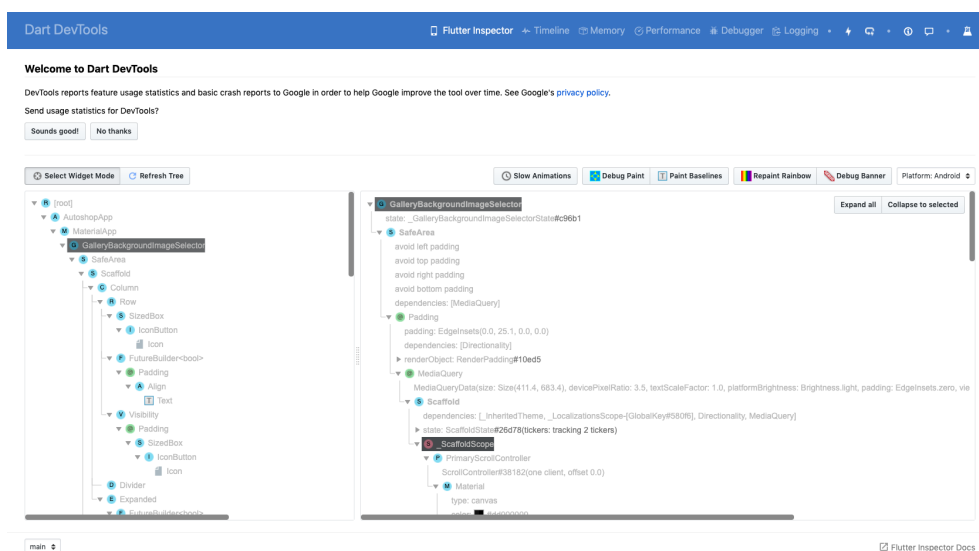 Dart DevTools
Flutter Inspector Timeline Memory Performance Debugger Logging
Welcome to Dart DevTools
DevTools reports feature usage statistics and basic crash reports to Google in order to help Google improve the tool over time. See Google's privacy policy.
Send usage statistics for DevTools?
Sounds good! No thanks
Select Widget Mode Refresh Tree
Slow Animations Debug Paint Paint Baselines Repaint Rainbow Debug Banner Platform: Android
[root]
AutoshopApp
MaterialApp
GalleryBackgroundImageSelector
SafeArea
Scaffold
Column
Row
SizedBox
IconButton
Icon
FutureBuilder<bool>
Padding
Align
Text
Visibility
Padding
SizedBox
IconButton
Icon
Divider
Expanded
FutureBuilder<bool>
GalleryBackgroundImageSelector
Expand all Collapse to selected
state: _GalleryBackgroundImageSelectorState#c96b1
SafeArea
avoid left padding
avoid top padding
avoid right padding
avoid bottom padding
dependencies: [MediaQuery]
Padding
padding: EdgeInsets(0.0, 25.1, 0.0, 0.0)
dependencies: [Directionality]
renderObject: RenderPadding#10ed5
MediaQuery
MediaQueryData(size: Size(411.4, 683.4), devicePixelRatio: 3.5, textScaleFactor: 1.0, platformBrightness: Brightness.light, padding: EdgeInsets.zero, vie
Scaffold
dependencies: [_InheritedTheme, _LocalizationsScope-[GlobalKey#580f6], Directionality, MediaQuery]
state: ScaffoldState#26d78(tickers: tracking 2 tickers)
_ScaffoldScope
PrimaryScrollController
ScrollController#38182(one client, offset 0.0)
Material
type: canvas
color: #dd000000
main
Flutter Inspector Docs